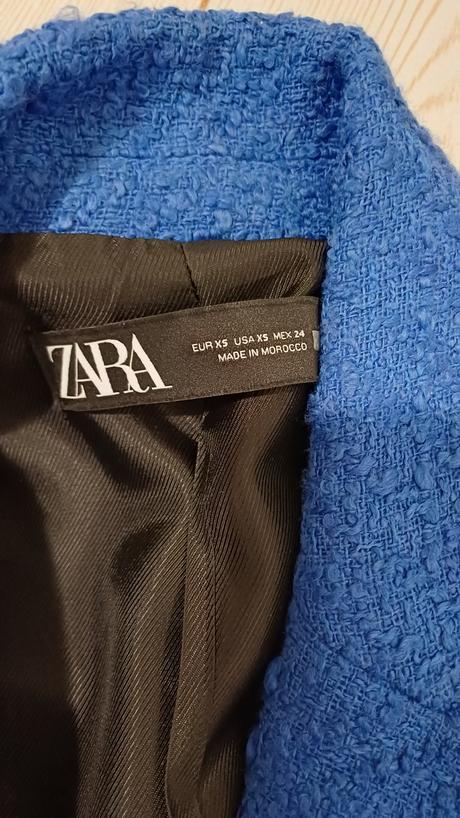 ZARA
EUR XS USA XS MEX 24
MADE IN MOROCCO